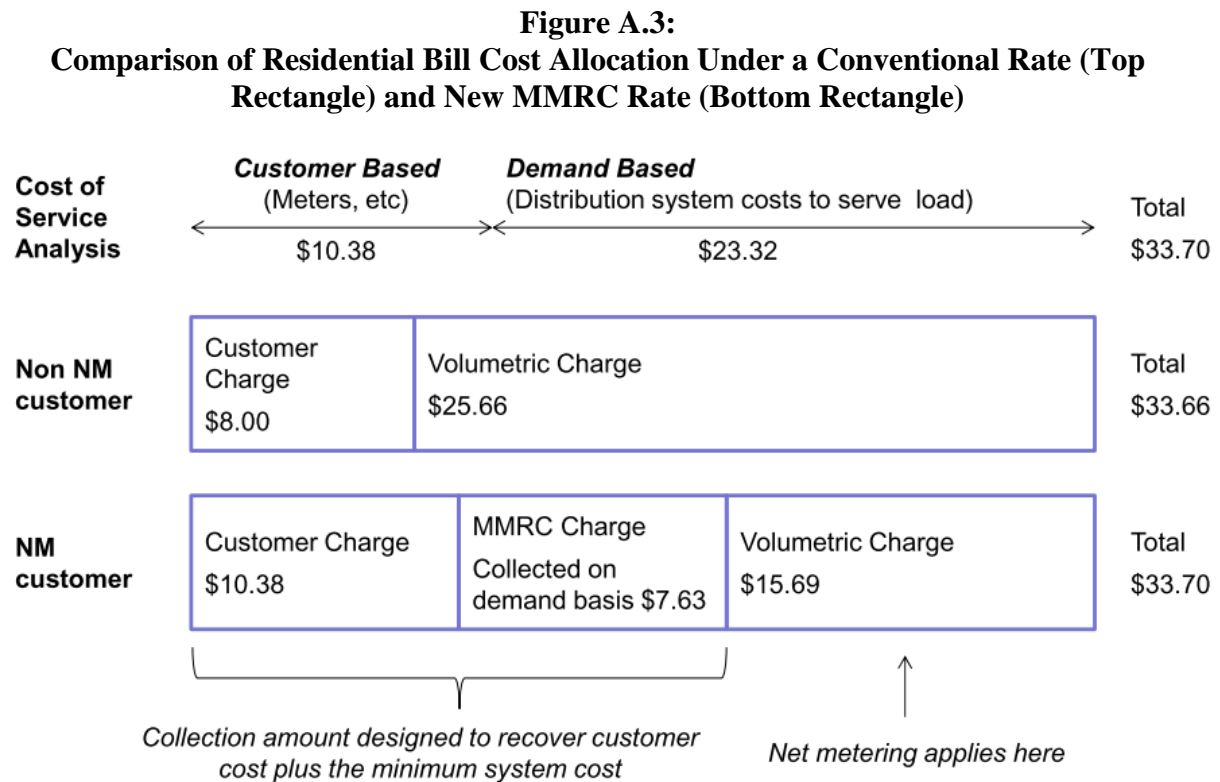 Figure A.3:
Comparison of Residential Bill Cost Allocation Under a Conventional Rate (Top
Rectangle) and New MMRC Rate (Bottom Rectangle)
Cost of
Service
Analysis
Customer Based
(Meters, etc)
$10.38
Demand Based
(Distribution system costs to serve load)
$23.32
Total
$33.70
Non NM
customer
Customer
Charge
$8.00
Volumetric Charge
$25.66
Total
$33.66
NM
customer
Customer Charge
$10.38
MMRC Charge
Collected on
demand basis $7.63
Volumetric Charge
$15.69
Total
$33.70
Collection amount designed to recover customer
cost plus the minimum system cost
Net metering applies here